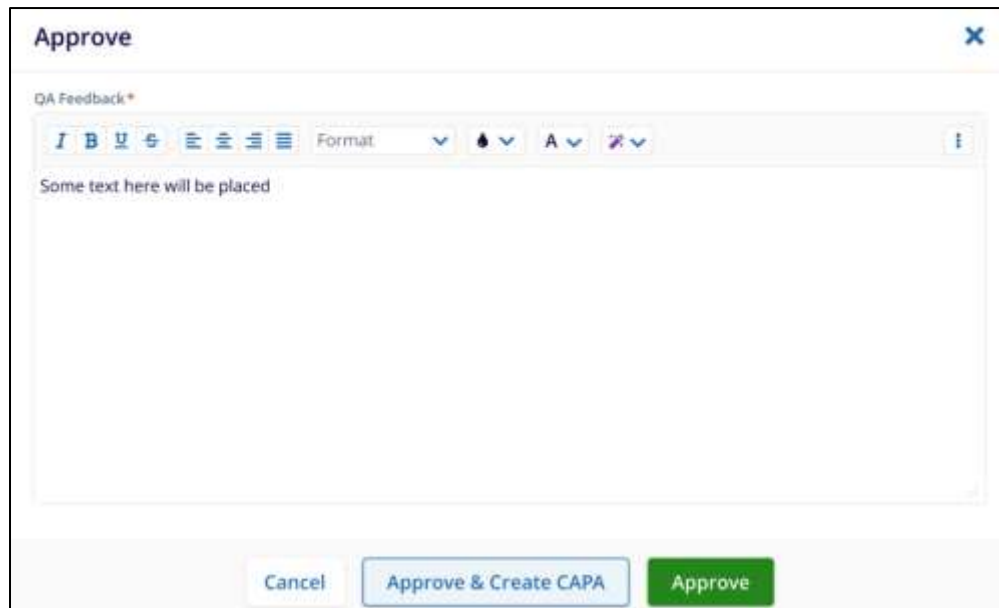 Approve
QA Feedback*
I B U S Format A
Some text here will be placed
Cancel Approve & Create CAPA Approve